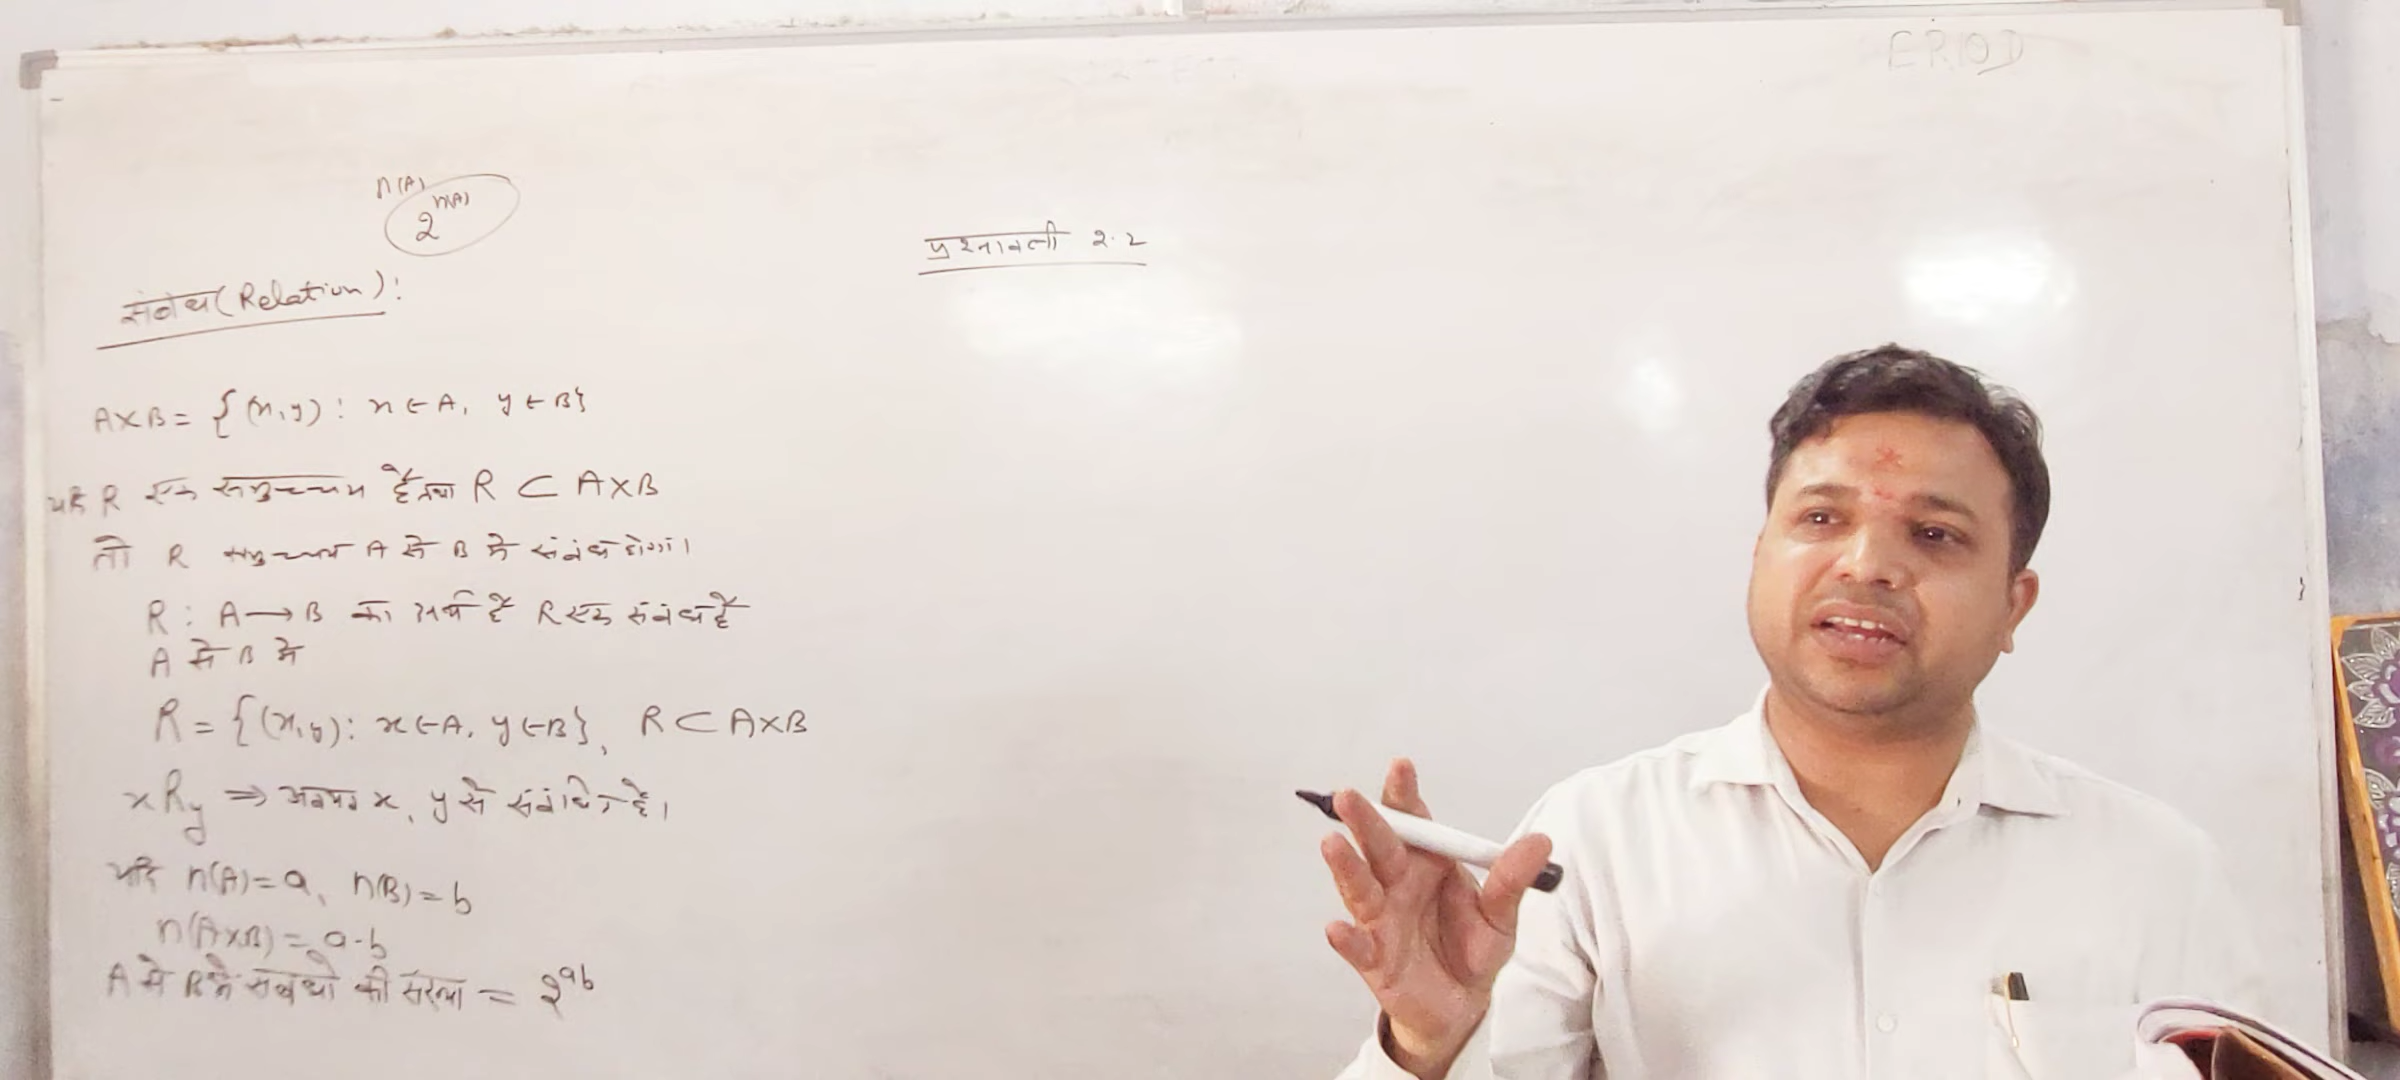 ERIOD
n(A)
2^n(A)
संबंध (Relation) :
A×B = {(x,y) : x∈A, y∈B}
यदि R एक समुच्चय है तथा R ⊂ A×B
तो R समुच्चय A से B में संबंध होगा।
R : A→B का अर्थ है R एक संबंध है
A से B में
R = {(x,y) : x∈A, y∈B}, R⊂A×B
xRy ⇒ अवयव x, y से संबंधित है।
यदि n(A)=a, n(B)=b
n(A×B)=a·b
A से B में संबंधों की संख्या = 2^ab
प्रश्नावली 2.2